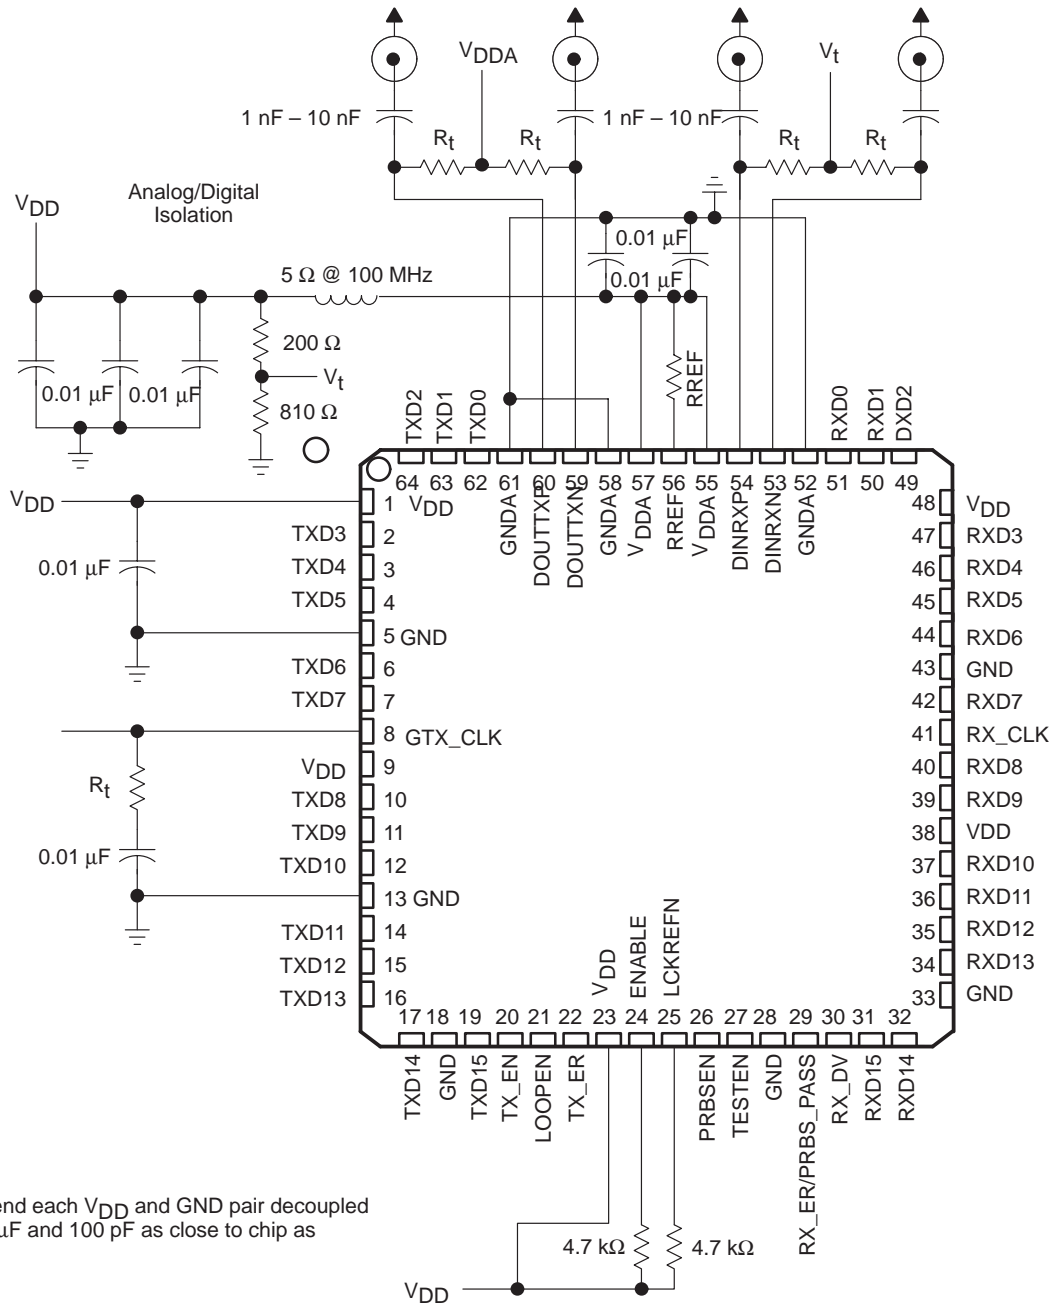 VDDA
Vt
1 nF – 10 nF
1 nF – 10 nF
Rt
Rt
Rt
Rt
Analog/Digital
Isolation
VDD
0.01 µF
0.01 µF
5 Ω @ 100 MHz
200 Ω
Vt
810 Ω
0.01 µF
0.01 µF
RREF
TXD2
TXD1
TXD0
RXD0
RXD1
DXD2
64
63
62
61
60
59
58
57
56
55
54
53
52
51
50
49
GNDA
DOUTTXP
DOUTTXN
GNDA
VDDA
RREF
VDDA
DINRXP
DINRXN
GNDA
VDD
0.01 µF
1 VDD
TXD3 2
TXD4 3
TXD5 4
5 GND
TXD6 6
TXD7 7
8 GTX_CLK
Rt
0.01 µF
VDD 9
TXD8 10
TXD9 11
TXD10 12
13 GND
TXD11 14
TXD12 15
TXD13 16
48 VDD
47 RXD3
46 RXD4
45 RXD5
44 RXD6
43 GND
42 RXD7
41 RX_CLK
40 RXD8
39 RXD9
38 VDD
37 RXD10
36 RXD11
35 RXD12
34 RXD13
33 GND
VDD
ENABLE
LCKREFN
17
18
19
20
21
22
23
24
25
26
27
28
29
30
31
32
TXD14
GND
TXD15
TX_EN
LOOPEN
TX_ER
PRBSEN
TESTEN
GND
RX_ER/PRBS_PASS
RX_DV
RXD15
RXD14
end each VDD and GND pair decoupled
µF and 100 pF as close to chip as
4.7 kΩ
4.7 kΩ
VDD